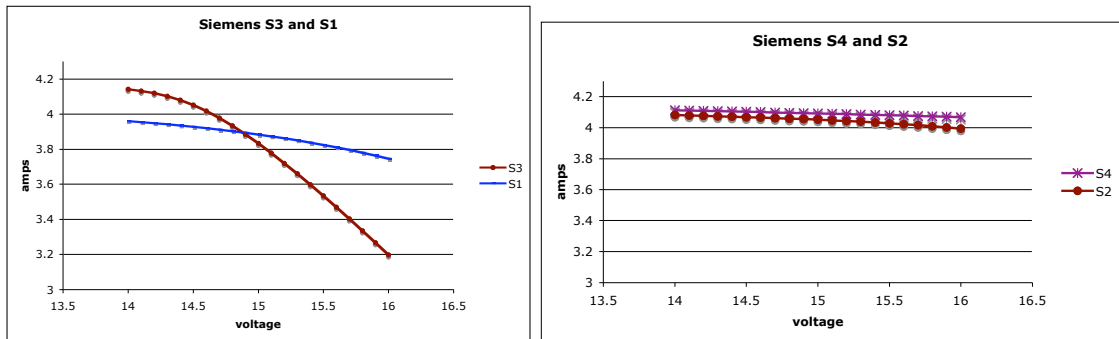 Siemens S3 and S1
4.2
4
3.8
3.6
3.4
3.2
3
amps
13.5 14 14.5 15 15.5 16 16.5
voltage
S3
S1
Siemens S4 and S2
4.2
4
3.8
3.6
3.4
3.2
3
amps
13.5 14 14.5 15 15.5 16 16.5
voltage
S4
S2